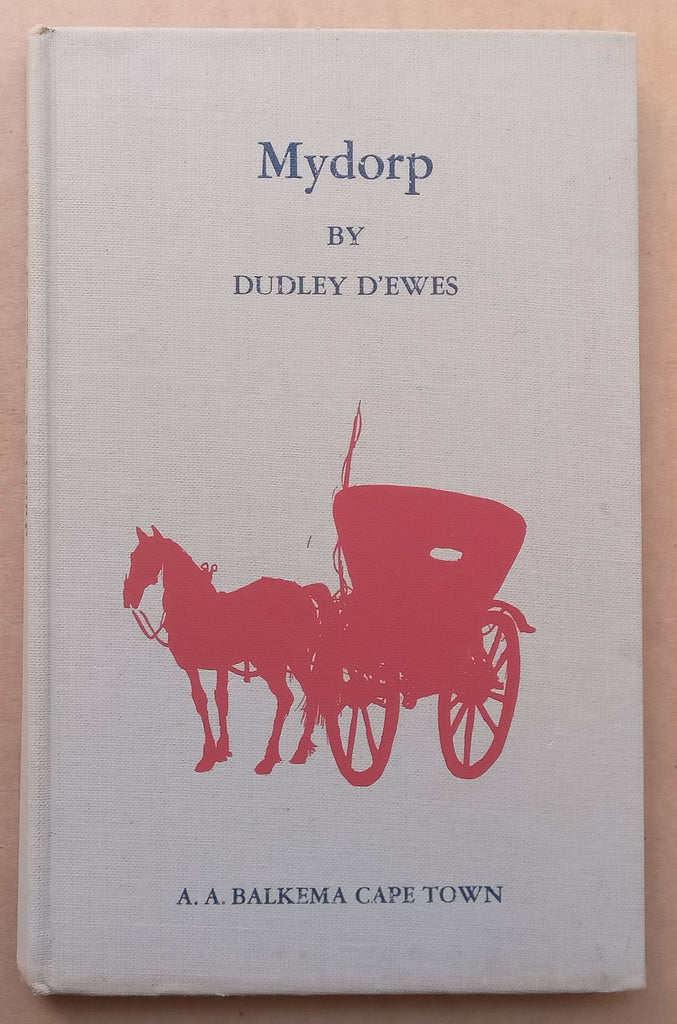 Mydorp
BY
DUDLEY D'EWES
A. A. BALKEMA CAPE TOWN